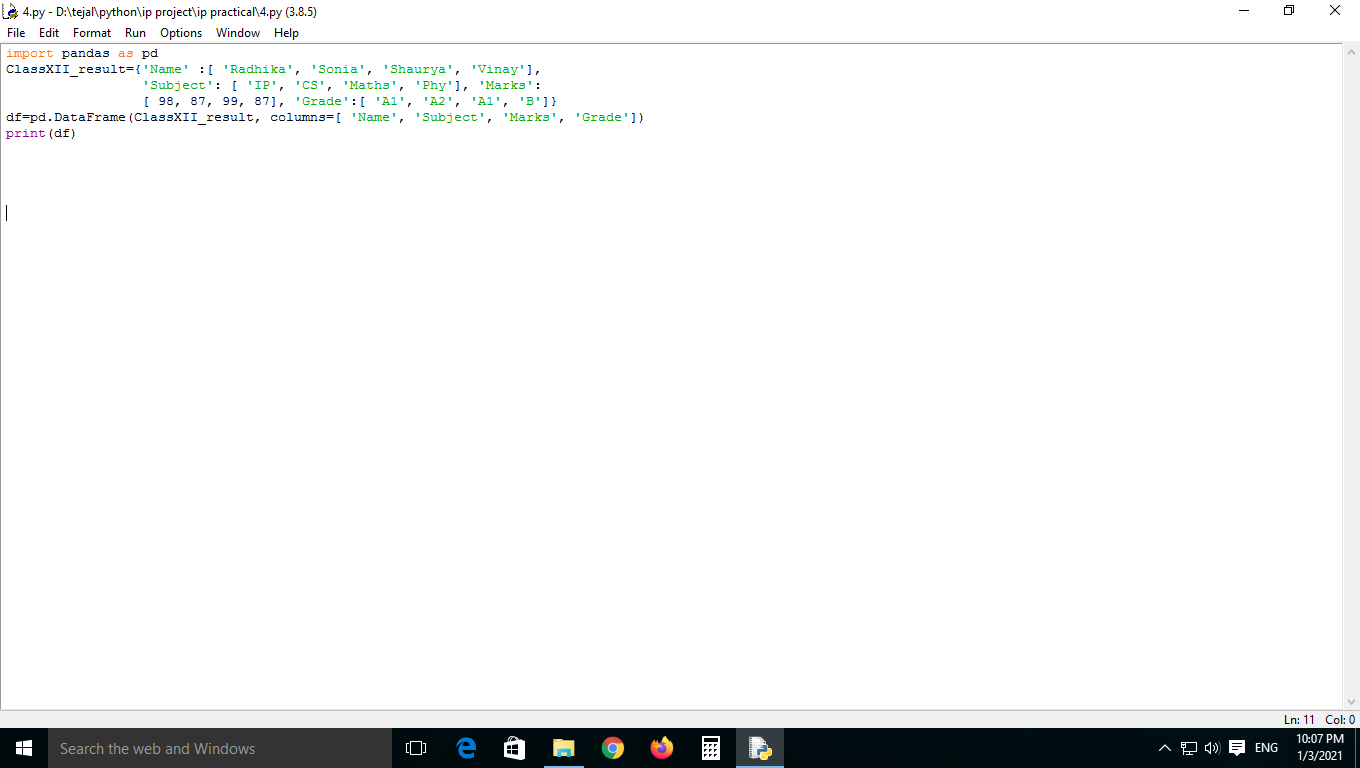 4.py - D:\tejal\python\ip project\ip practical\4.py (3.8.5)
File Edit Format Run Options Window Help
import pandas as pd
ClassXII_result={'Name' :[ 'Radhika', 'Sonia', 'Shaurya', 'Vinay'],
                 'Subject': [ 'IP', 'CS', 'Maths', 'Phy'], 'Marks':
                 [ 98, 87, 99, 87], 'Grade':[ 'A1', 'A2', 'A1', 'B']}
df=pd.DataFrame(ClassXII_result, columns=[ 'Name', 'Subject', 'Marks', 'Grade'])
print(df)
Ln: 11 Col: 0
Search the web and Windows
ENG
10:07 PM
1/3/2021